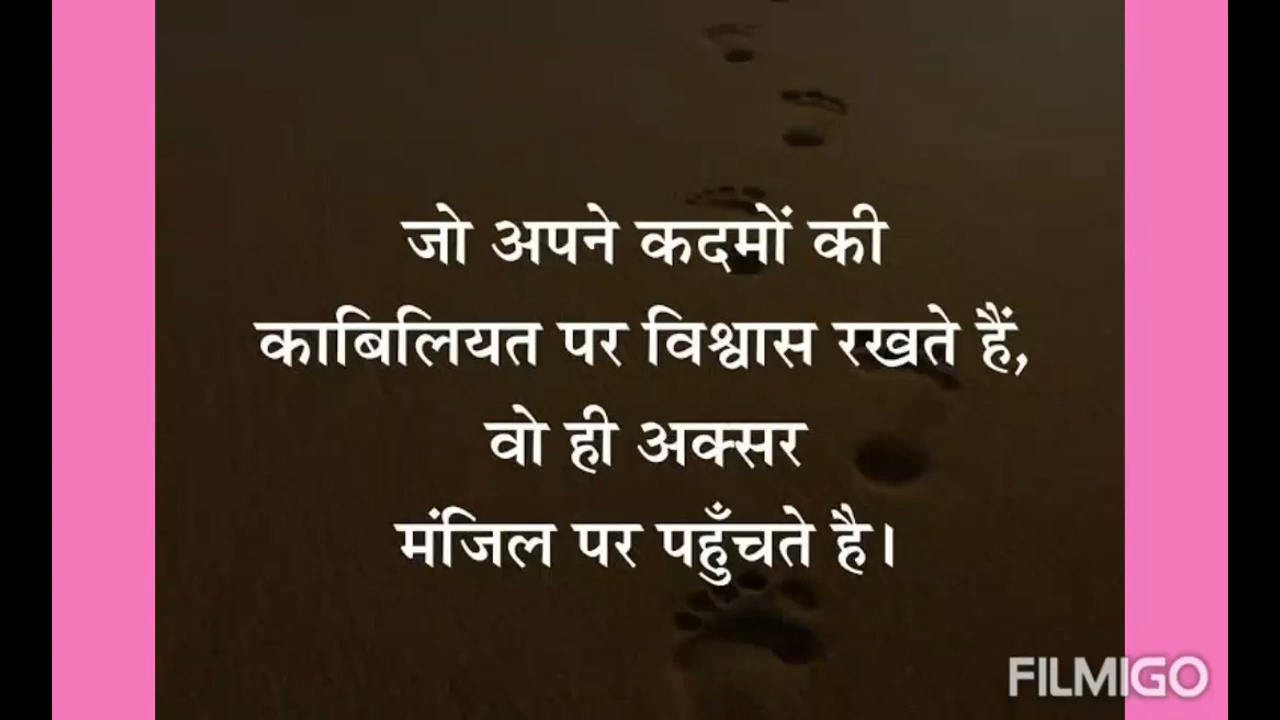 जो अपने कदमों की
काबिलियत पर विश्वास रखते हैं,
वो ही अक्सर
मंजिल पर पहुँचते है।
FILMIGO